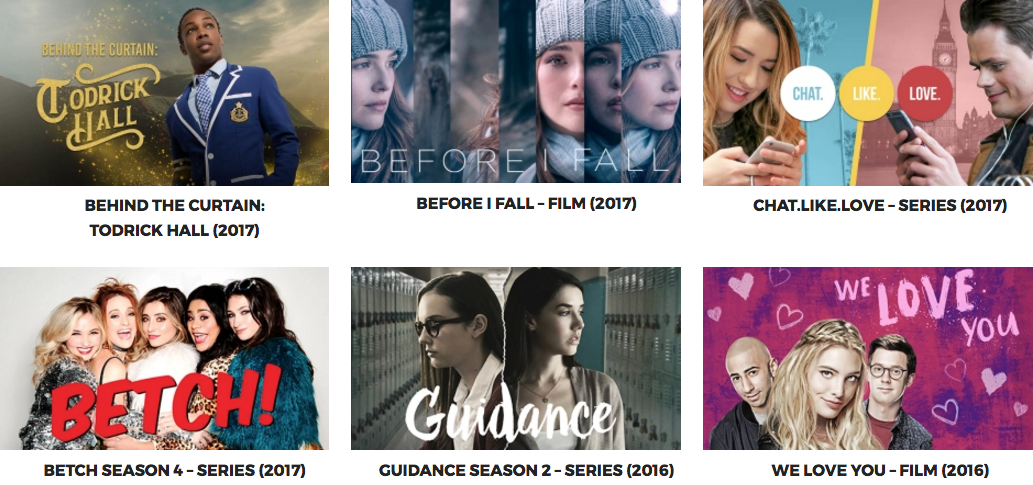 BEHIND THE CURTAIN:
TODRICK
HALL
BEFORE I FALL
CHAT. LIKE. LOVE.
BEHIND THE CURTAIN:
TODRICK HALL (2017)
BEFORE I FALL – FILM (2017)
CHAT.LIKE.LOVE – SERIES (2017)
BETCH!
Guidance
WE
LOVE
YOU
BETCH SEASON 4 – SERIES (2017)
GUIDANCE SEASON 2 – SERIES (2016)
WE LOVE YOU – FILM (2016)